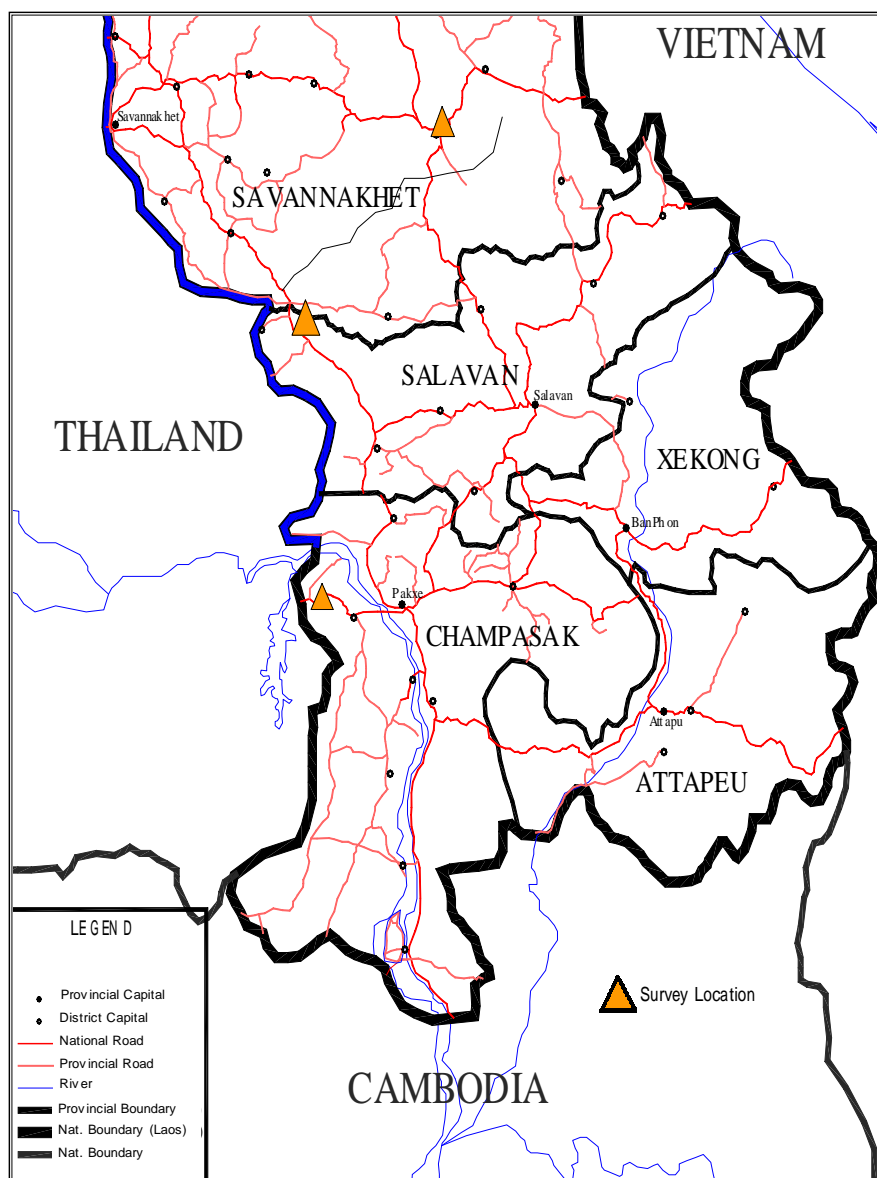 VIETNAM
Savannakhet
SAVANNAKHET
SALAVAN
Salavan
THAILAND
XEKONG
BanPhon
Pakxe
CHAMPASAK
Attapu
ATTAPEU
LEGEND
Provincial Capital
District Capital
National Road
Provincial Road
River
Provincial Boundary
Nat. Boundary (Laos)
Nat. Boundary
Survey Location
CAMBODIA